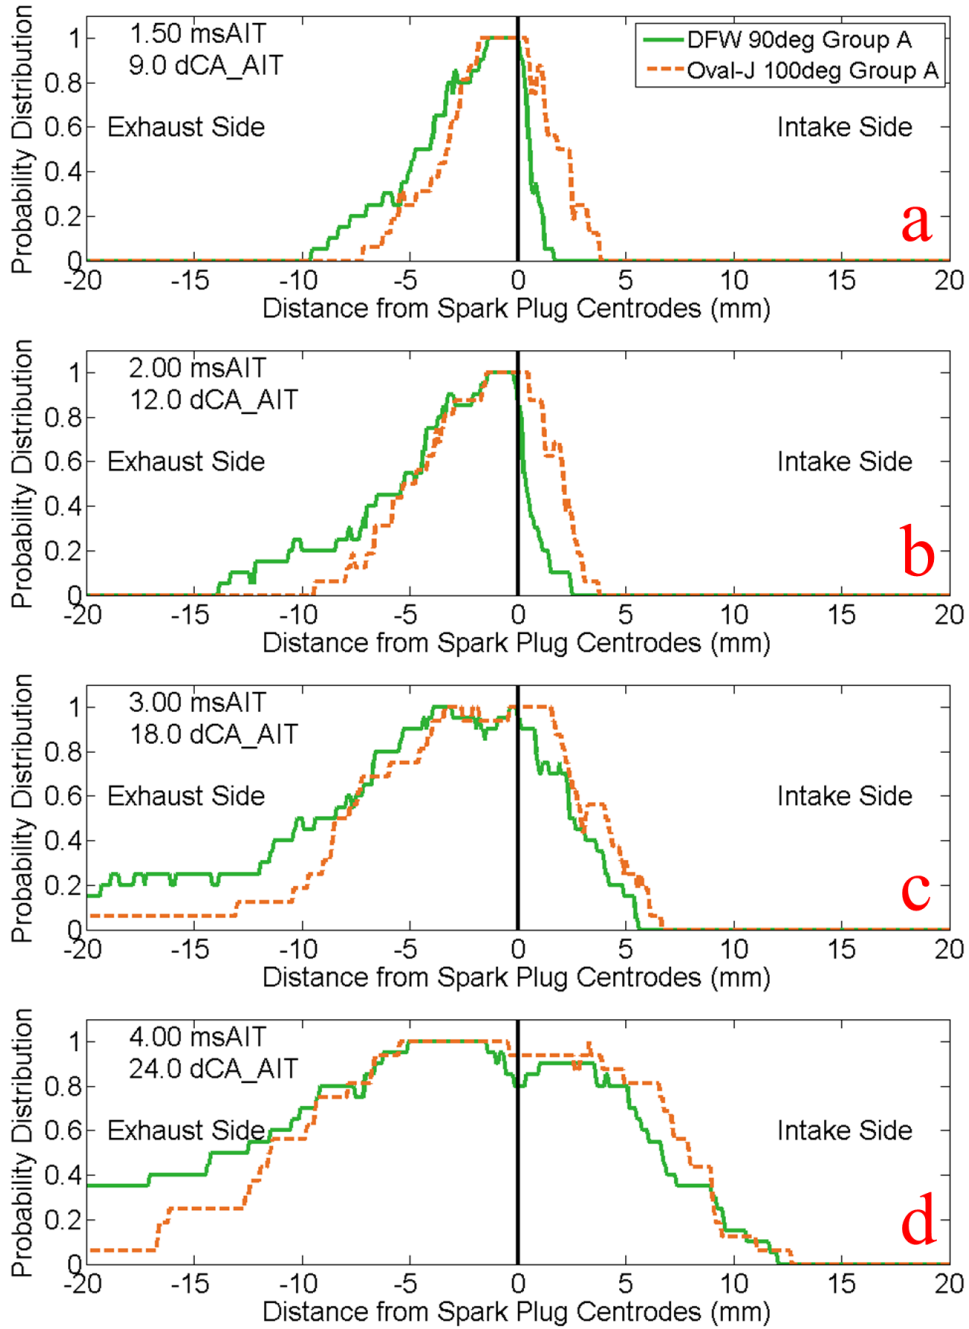 1.50 msAIT
9.0 dCA_AIT
DFW 90deg Group A
Oval-J 100deg Group A
Exhaust Side
Intake Side
Probability Distribution
1
0.8
0.6
0.4
0.2
0
a
-20 -15 -10 -5 0 5 10 15 20
Distance from Spark Plug Centrodes (mm)
2.00 msAIT
12.0 dCA_AIT
Exhaust Side
Intake Side
Probability Distribution
1
0.8
0.6
0.4
0.2
0
b
-20 -15 -10 -5 0 5 10 15 20
Distance from Spark Plug Centrodes (mm)
3.00 msAIT
18.0 dCA_AIT
Exhaust Side
Intake Side
Probability Distribution
1
0.8
0.6
0.4
0.2
0
c
-20 -15 -10 -5 0 5 10 15 20
Distance from Spark Plug Centrodes (mm)
4.00 msAIT
24.0 dCA_AIT
Exhaust Side
Intake Side
Probability Distribution
1
0.8
0.6
0.4
0.2
0
d
-20 -15 -10 -5 0 5 10 15 20
Distance from Spark Plug Centrodes (mm)